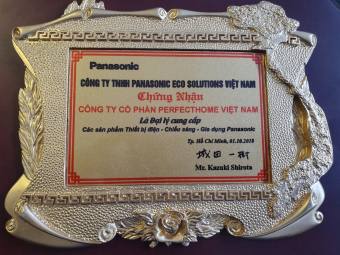 Panasonic
CÔNG TY TNHH PANASONIC ECO SOLUTIONS VIỆT NAM
Chứng Nhận
CÔNG TY CỔ PHẦN PERFECTHOME VIỆT NAM
Là Đại lý cung cấp
Các sản phẩm Thiết bị điện - Chiếu sáng - Gia dụng Panasonic
Tp. Hồ Chí Minh, 01.10.2018
Mr. Kazuki Shirota